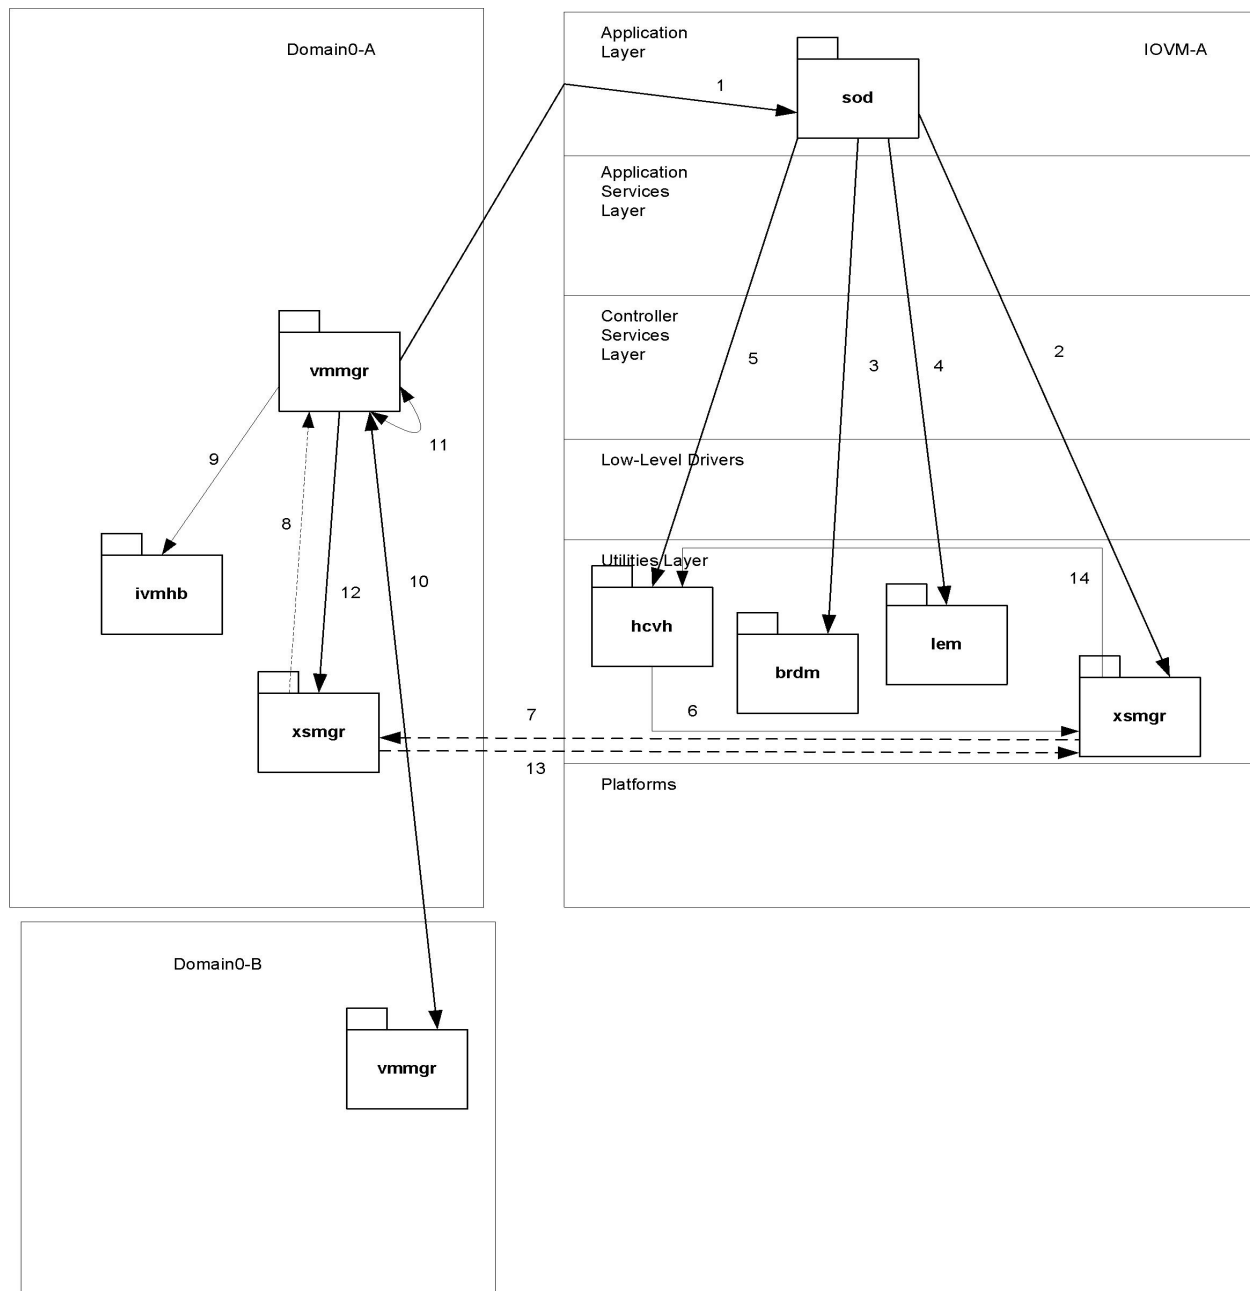 Domain0-A
Application
Layer
IOVM-A
1
sod
Application
Services
Layer
Controller
Services
Layer
vmmgr
5
3
4
2
11
9
Low-Level Drivers
8
Utilities Layer
10
12
14
ivmhb
hcvh
brdm
lem
xsmgr
xsmgr
7
6
13
Platforms
Domain0-B
vmmgr